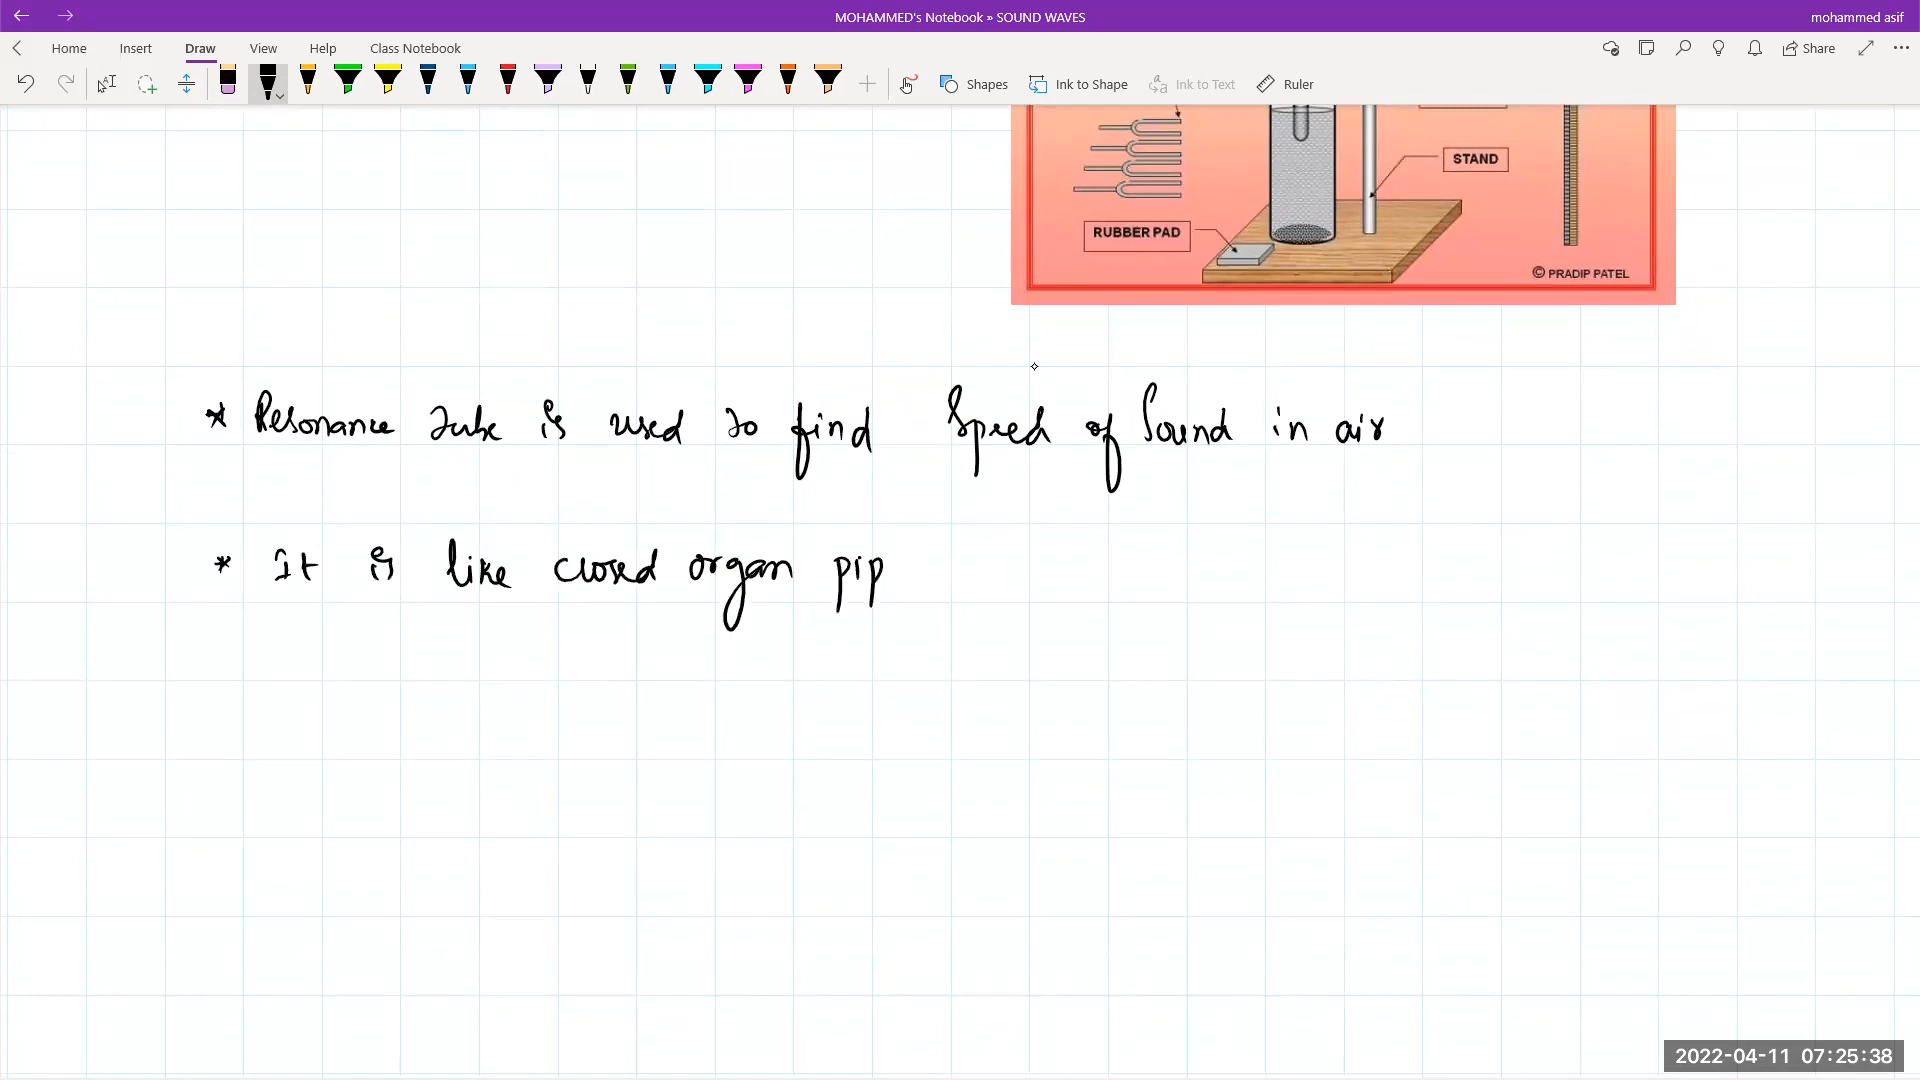 MOHAMMED's Notebook » SOUND WAVES
mohammed asif
Home Insert Draw View Help Class Notebook
Share
Shapes Ink to Shape Ink to Text Ruler
STAND
RUBBER PAD
© PRADIP PATEL
* Resonance tube is used to find Speed of Sound in air
* It is like closed organ pip
2022-04-11 07:25:38